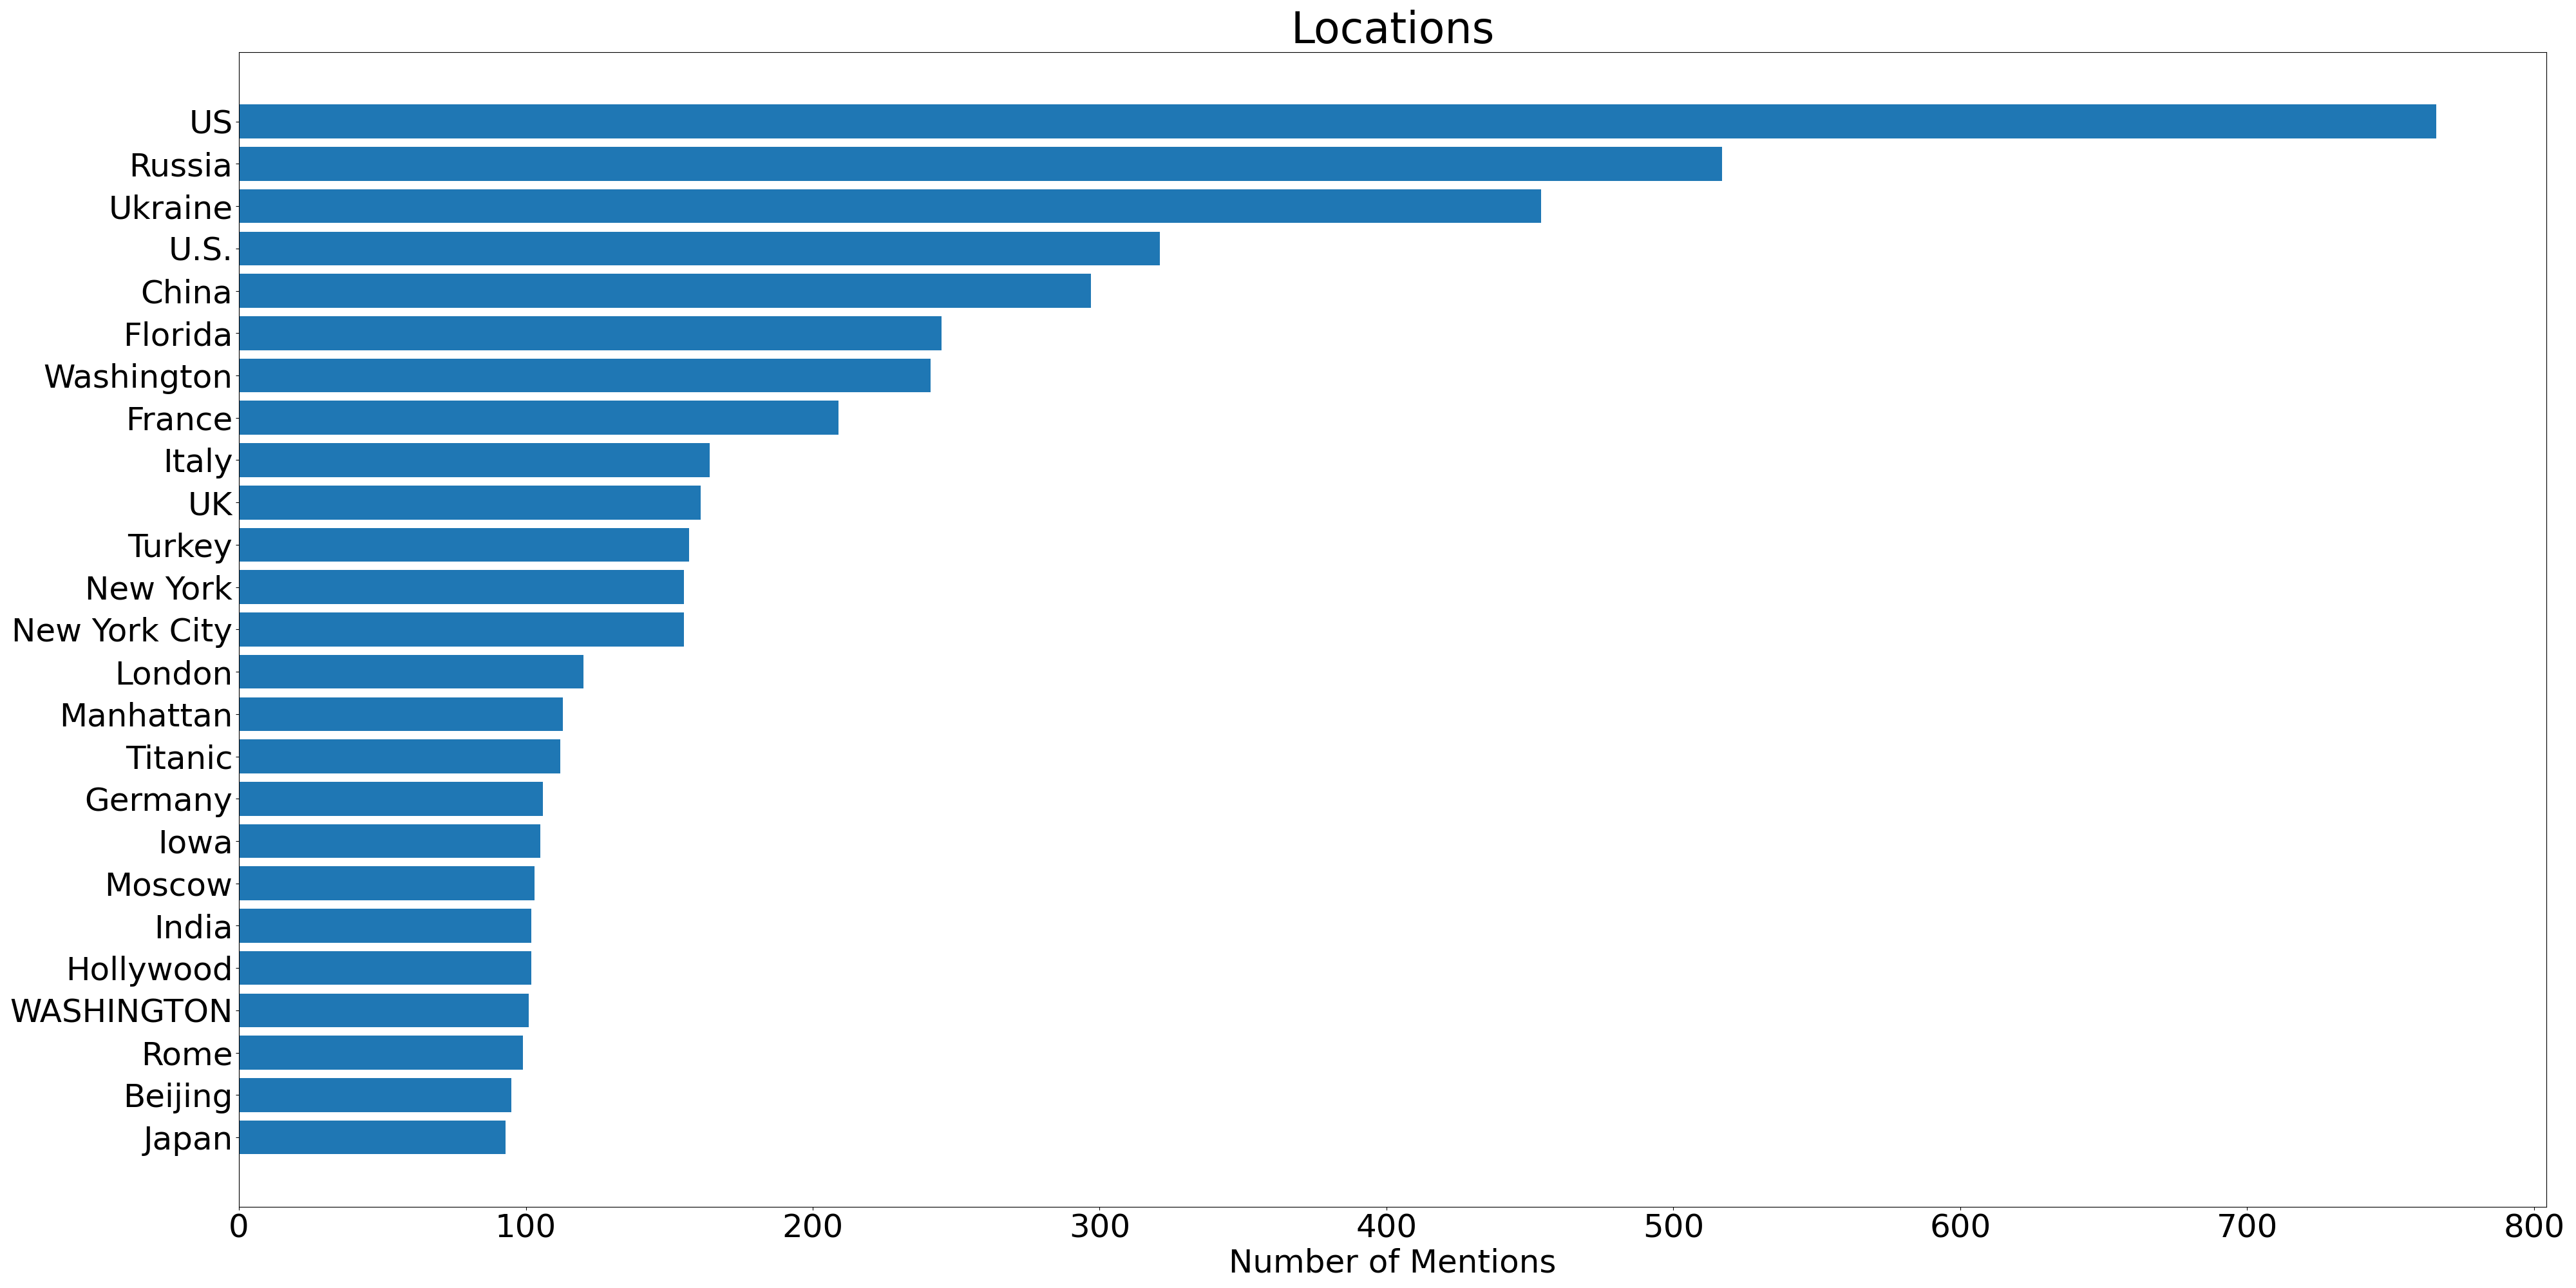 Locations
US
Russia
Ukraine
U.S.
China
Florida
Washington
France
Italy
UK
Turkey
New York
New York City
London
Manhattan
Titanic
Germany
Iowa
Moscow
India
Hollywood
WASHINGTON
Rome
Beijing
Japan
0 100 200 300 400 500 600 700 800
Number of Mentions